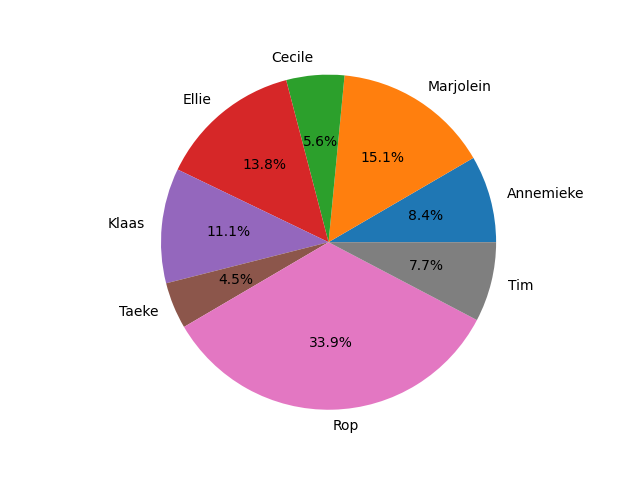 Cecile
Marjolein
Ellie
5.6%
15.1%
13.8%
Annemieke
8.4%
Klaas
11.1%
7.7%
4.5%
Tim
Taeke
33.9%
Rop